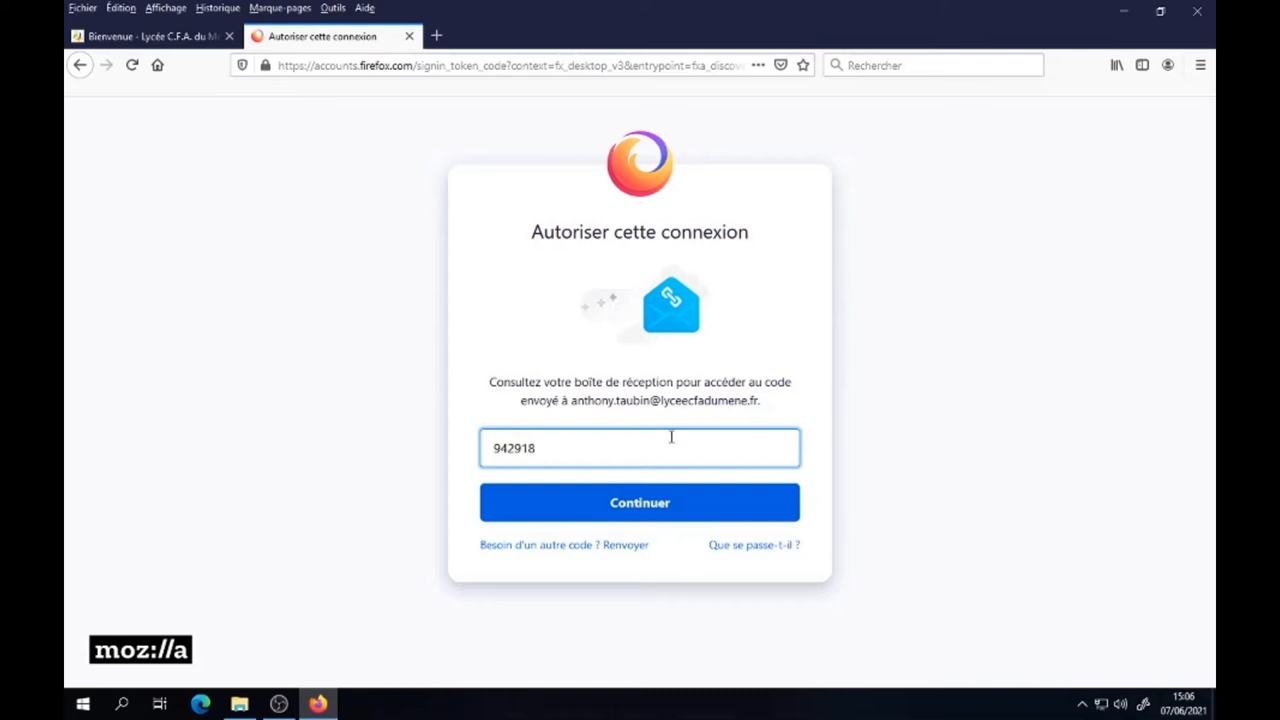 Fichier Édition Affichage Historique Marque-pages Outils Aide
Bienvenue - Lycée C.F.A. du M
Autoriser cette connexion
https://accounts.firefox.com/signin_token_code?context=fx_desktop_v3&entrypoint=fxa_discov
Rechercher
Autoriser cette connexion
Consultez votre boîte de réception pour accéder au code
envoyé à anthony.taubin@lyceecfadumene.fr.
942918
Continuer
Besoin d'un autre code ? Renvoyer
Que se passe-t-il ?
moz://a
15:06
07/06/2021